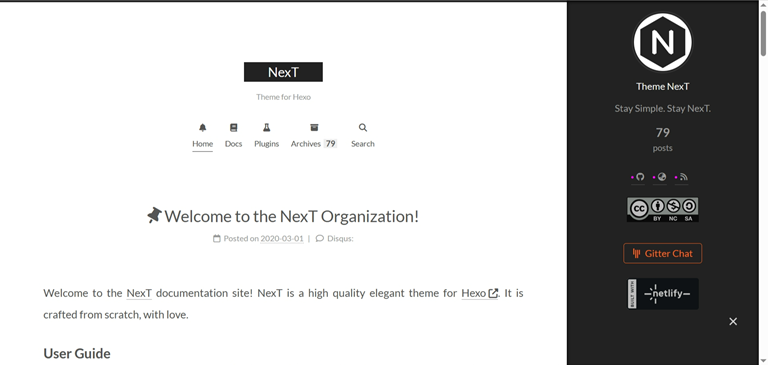 NexT
Theme for Hexo
Home Docs Plugins Archives 79 Search
Welcome to the NexT Organization!
Posted on 2020-03-01 | Disqus:
Welcome to the NexT documentation site! NexT is a high quality elegant theme for Hexo. It is
crafted from scratch, with love.
User Guide
N
Theme NexT
Stay Simple. Stay NexT.
79
posts
cc
BY NC SA
Gitter Chat
BUILT WITH
netlify